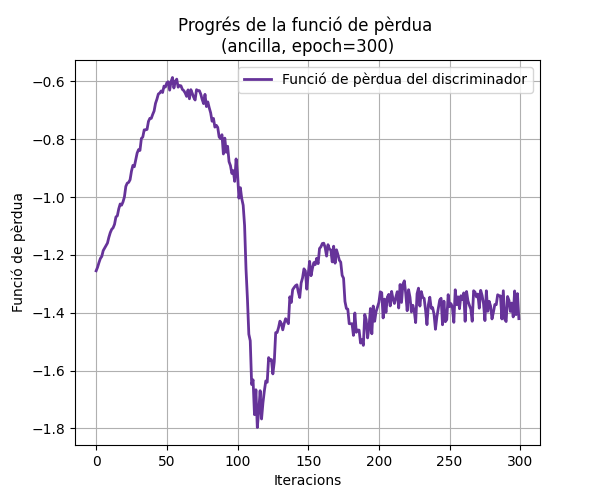 Progrés de la funció de pèrdua
(ancilla, epoch=300)
Funció de pèrdua del discriminador
Funció de pèrdua
−0.6
−0.8
−1.0
−1.2
−1.4
−1.6
−1.8
0 50 100 150 200 250 300
Iteracions